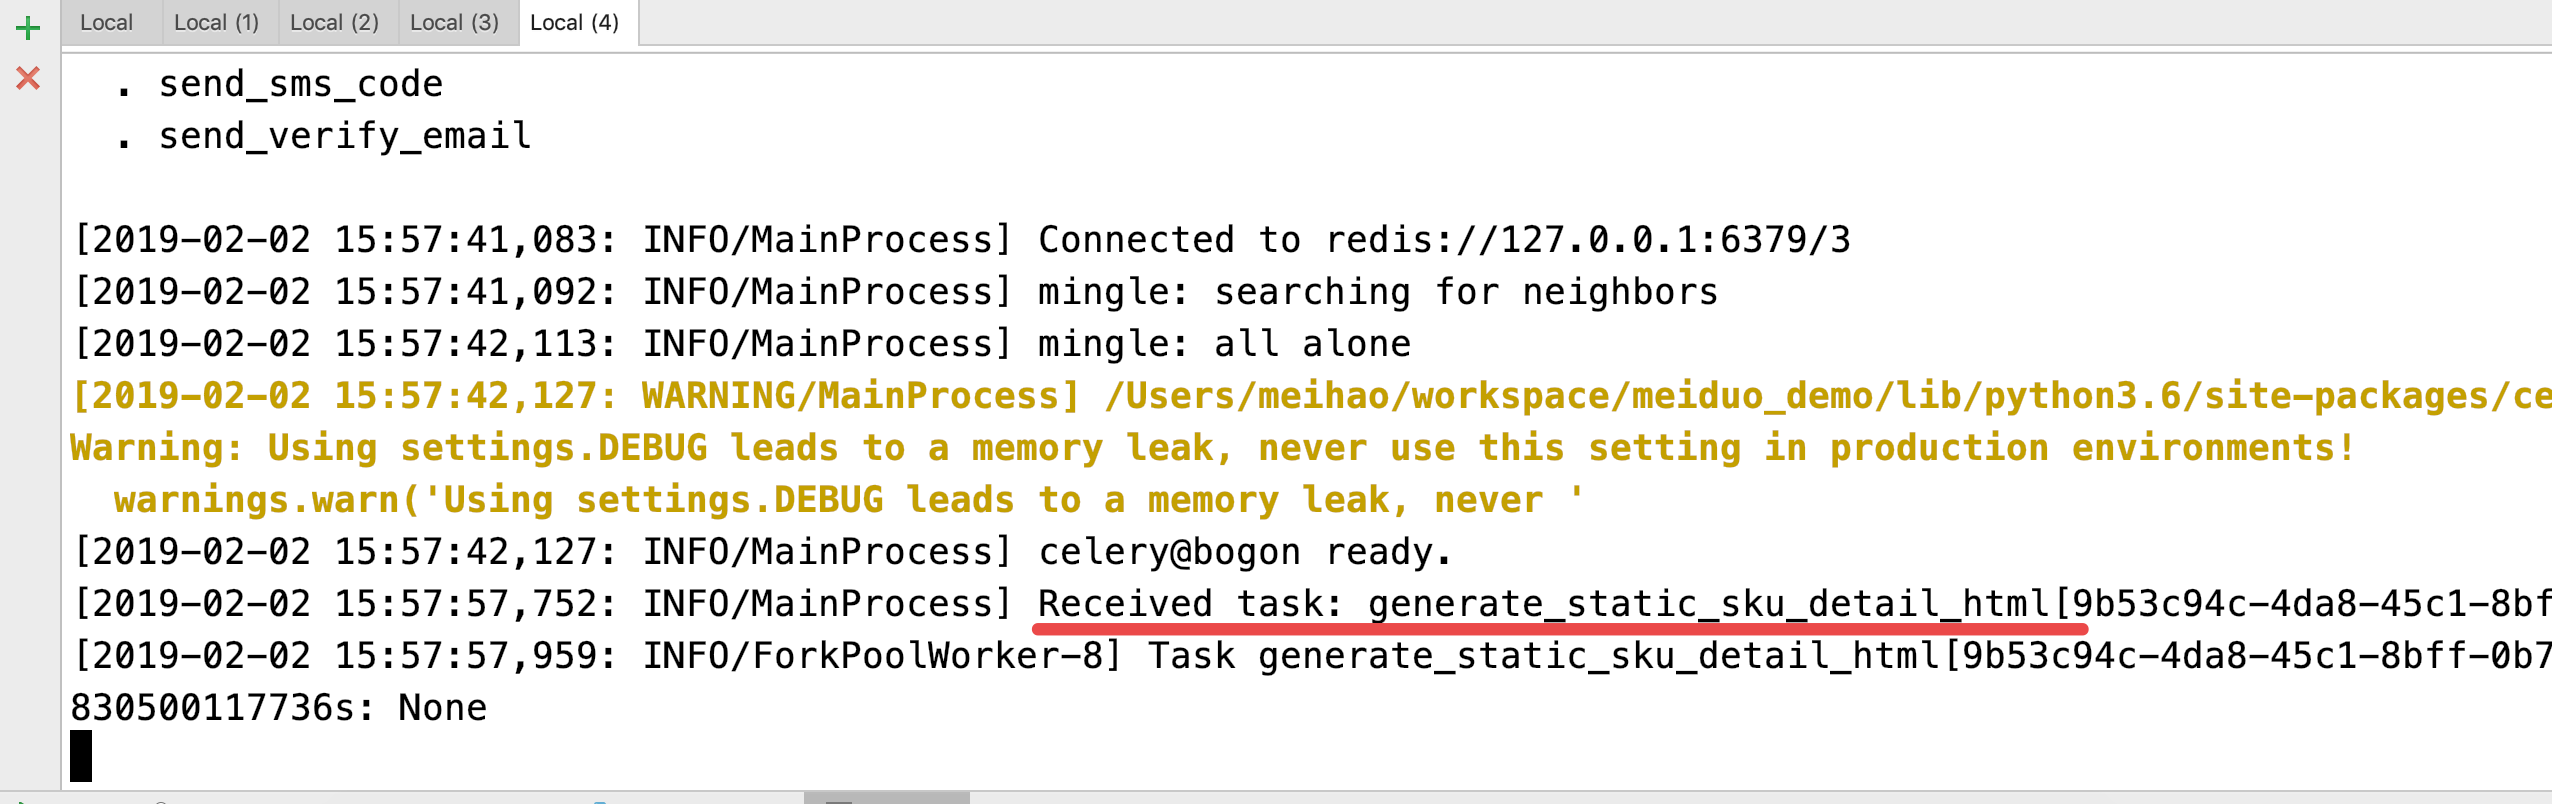 Local Local (1) Local (2) Local (3) Local (4)
. send_sms_code
. send_verify_email
[2019-02-02 15:57:41,083: INFO/MainProcess] Connected to redis://127.0.0.1:6379/3
[2019-02-02 15:57:41,092: INFO/MainProcess] mingle: searching for neighbors
[2019-02-02 15:57:42,113: INFO/MainProcess] mingle: all alone
[2019-02-02 15:57:42,127: WARNING/MainProcess] /Users/meihao/workspace/meiduo_demo/lib/python3.6/site-packages/ce
Warning: Using settings.DEBUG leads to a memory leak, never use this setting in production environments!
warnings.warn('Using settings.DEBUG leads to a memory leak, never '
[2019-02-02 15:57:42,127: INFO/MainProcess] celery@bogon ready.
[2019-02-02 15:57:57,752: INFO/MainProcess] Received task: generate_static_sku_detail_html[9b53c94c-4da8-45c1-8bf
[2019-02-02 15:57:57,959: INFO/ForkPoolWorker-8] Task generate_static_sku_detail_html[9b53c94c-4da8-45c1-8bff-0b7
830500117736s: None